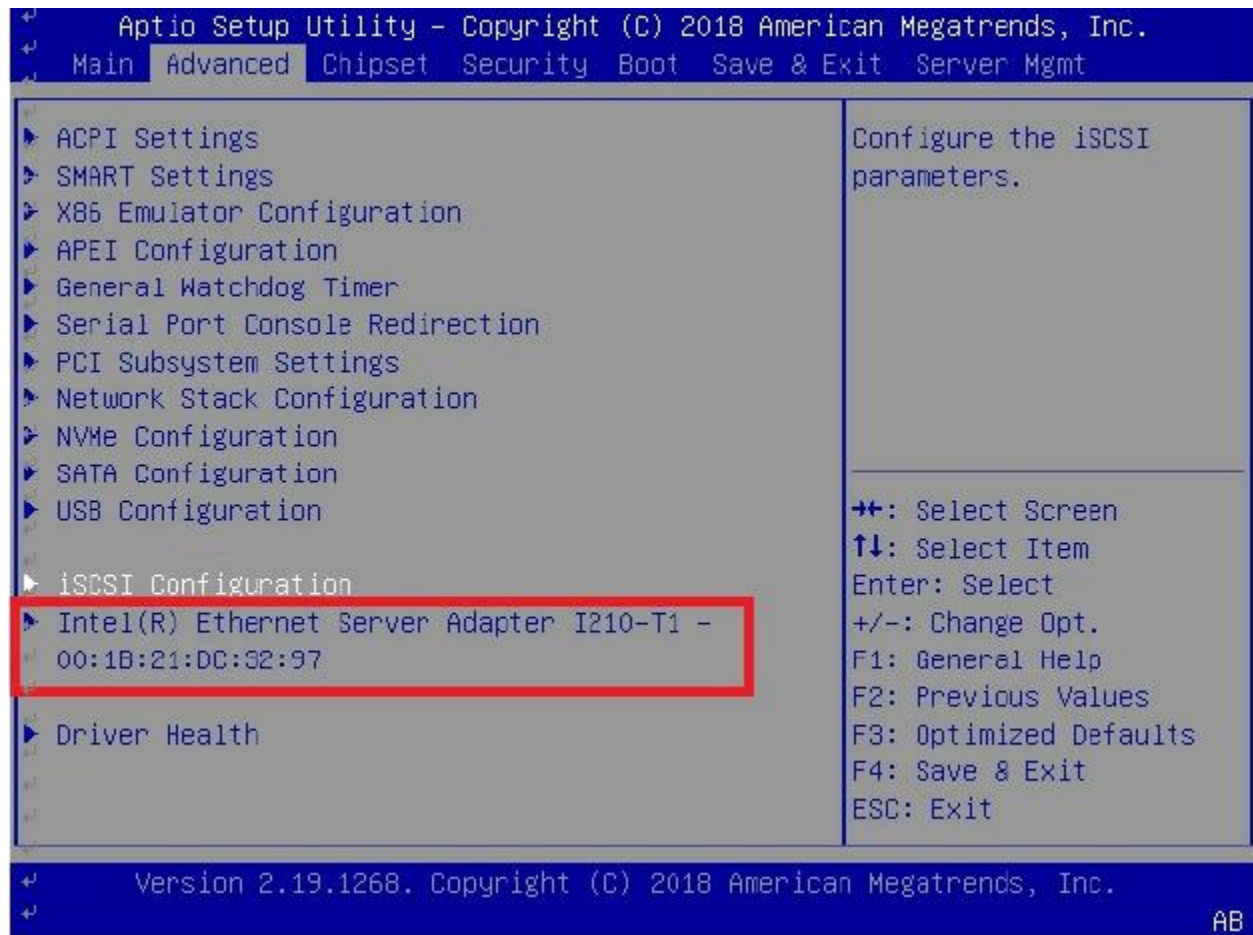 Aptio Setup Utility – Copyright (C) 2018 American Megatrends, Inc.
Main Advanced Chipset Security Boot Save & Exit Server Mgmt
ACPI Settings
SMART Settings
X86 Emulator Configuration
APEI Configuration
General Watchdog Timer
Serial Port Console Redirection
PCI Subsystem Settings
Network Stack Configuration
NVMe Configuration
SATA Configuration
USB Configuration
iSCSI Configuration
Intel(R) Ethernet Server Adapter I210-T1 -
00:1B:21:DC:32:97
Driver Health
Configure the iSCSI
parameters.
→←: Select Screen
↑↓: Select Item
Enter: Select
+/-: Change Opt.
F1: General Help
F2: Previous Values
F3: Optimized Defaults
F4: Save & Exit
ESC: Exit
Version 2.19.1268. Copyright (C) 2018 American Megatrends, Inc.
AB